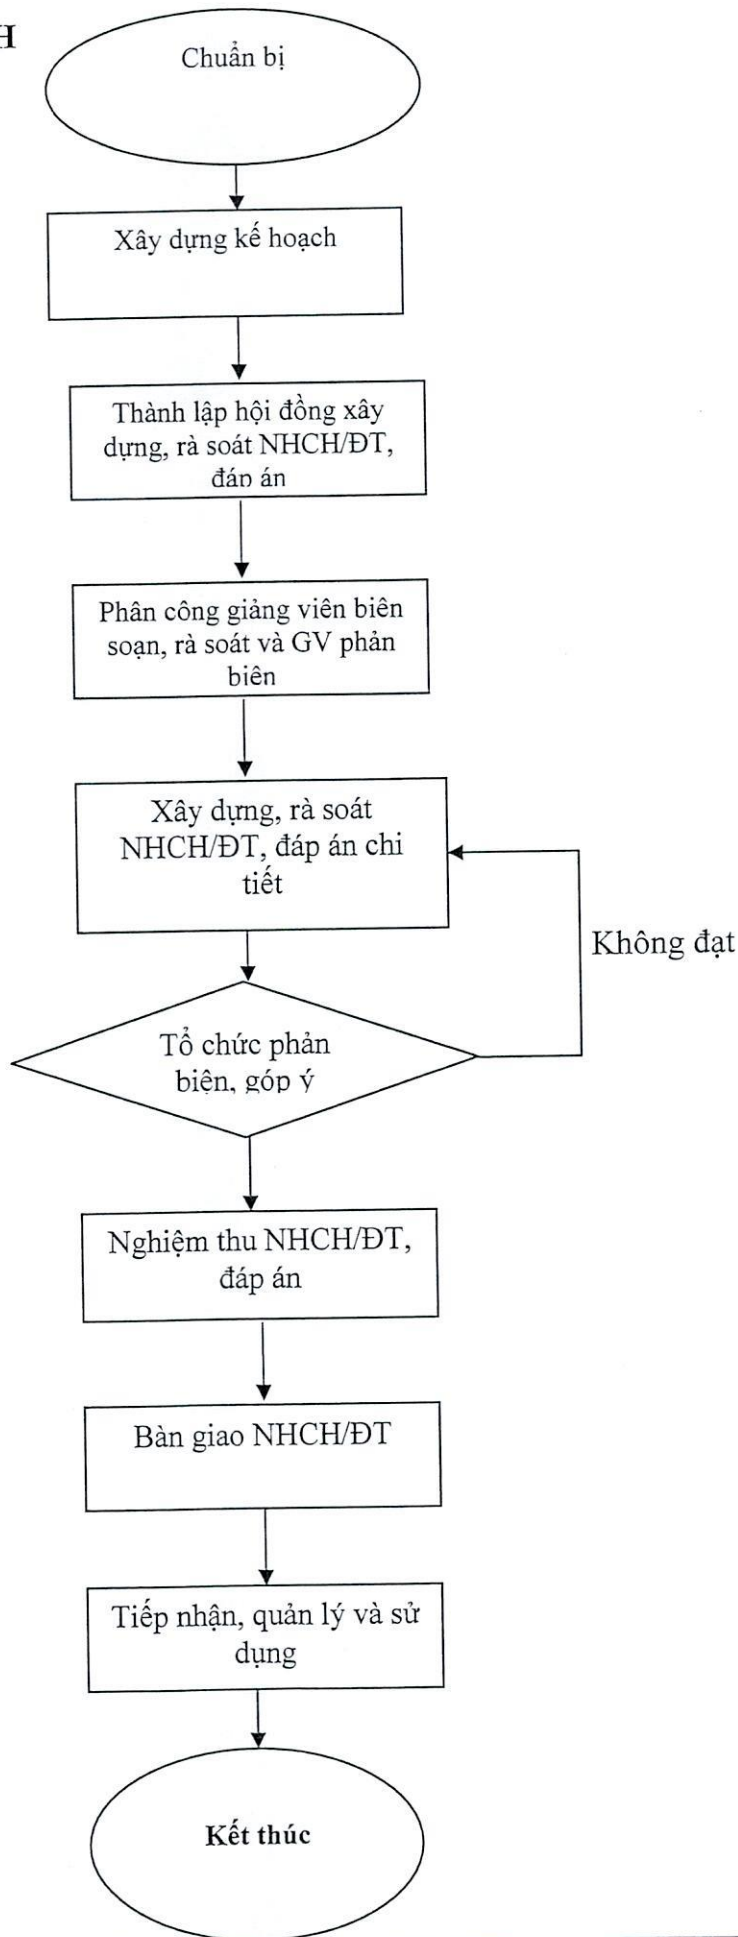 H
Chuẩn bị
Xây dựng kế hoạch
Thành lập hội đồng xây
dựng, rà soát NHCH/ĐT,
đáp án
Phân công giảng viên biên
soạn, rà soát và GV phản
biên
Xây dựng, rà soát
NHCH/ĐT, đáp án chi
tiết
Không đạt
Tổ chức phản
biện, góp ý
Nghiệm thu NHCH/ĐT,
đáp án
Bàn giao NHCH/ĐT
Tiếp nhận, quản lý và sử
dụng
Kết thúc